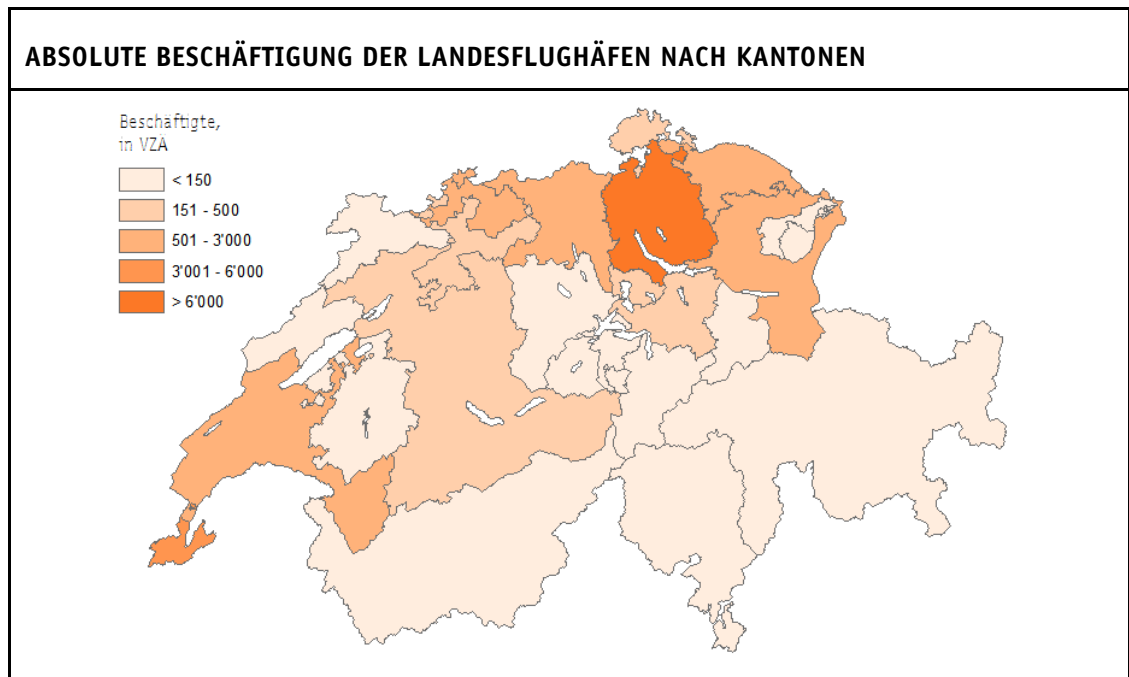 ABSOLUTE BESCHÄFTIGUNG DER LANDESFLUGHÄFEN NACH KANTONEN
Beschäftigte,
in VZÄ
< 150
151 - 500
501 - 3'000
3'001 - 6'000
> 6'000